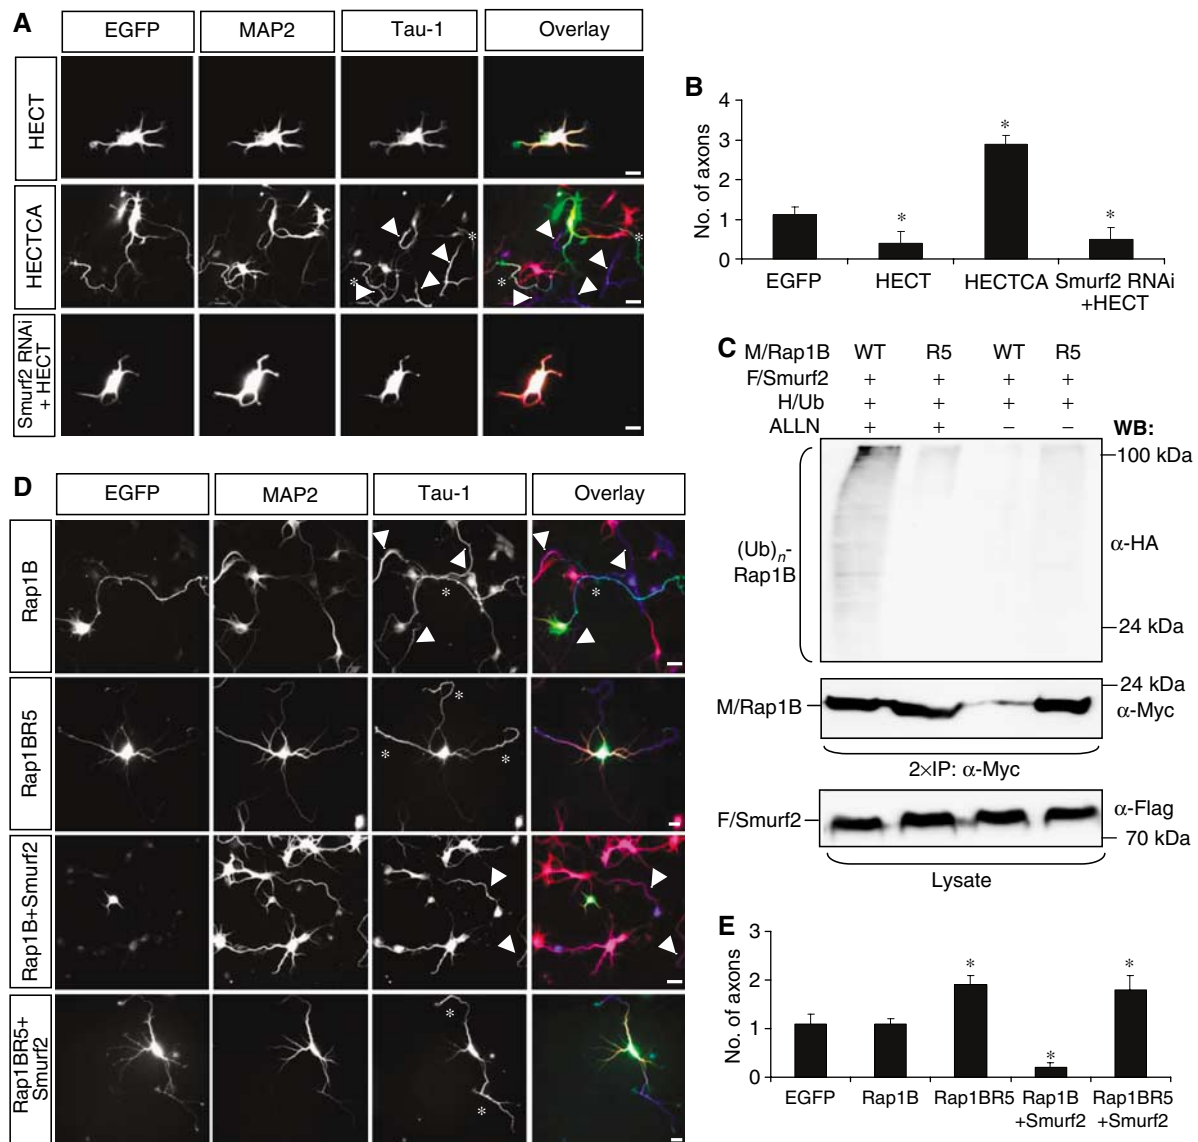 A
EGFP MAP2 Tau-1 Overlay
HECT
HECTCA
Smurf2 RNAi
+ HECT
* * * *
B
No. of axons
4
3
2
1
0
* * *
EGFP HECT HECTCA Smurf2 RNAi
+HECT
C
M/Rap1B WT R5 WT R5
F/Smurf2 + + + +
H/Ub + + + +
ALLN + + − −
WB:
100 kDa
(Ub)n-
Rap1B
α-HA
24 kDa
24 kDa
M/Rap1B
α-Myc
2×IP: α-Myc
F/Smurf2
α-Flag
70 kDa
Lysate
D
EGFP MAP2 Tau-1 Overlay
Rap1B
* *
Rap1BR5
* * *
Rap1B+Smurf2
Rap1BR5+
Smurf2
* *
E
No. of axons
3
2
1
0
* * *
EGFP Rap1B Rap1BR5 Rap1B
+Smurf2 Rap1BR5
+Smurf2